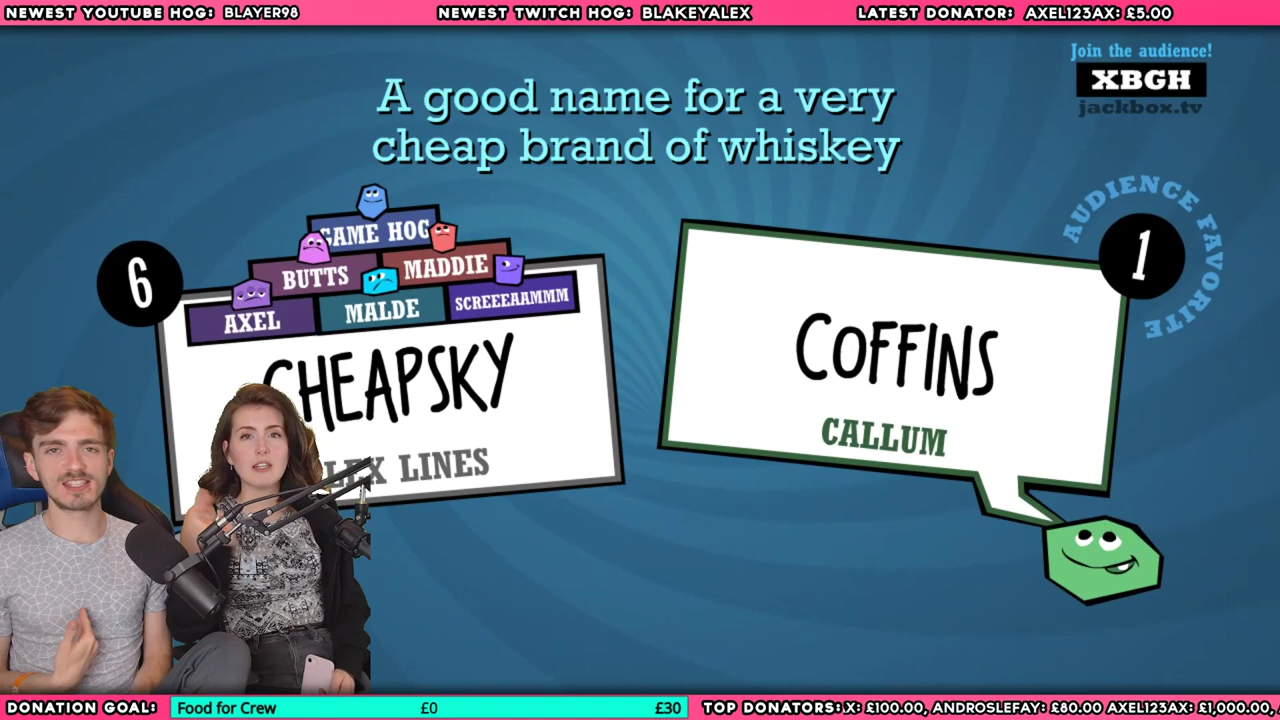 NEWEST YOUTUBE HOG: BLAYER98
NEWEST TWITCH HOG: BLAKEYALEX
LATEST DONATOR: AXEL123AX: £5.00
Join the audience!
XBGH
jackbox.tv
A good name for a very
cheap brand of whiskey
AUDIENCE FAVORITE
GAME HOG
BUTTS
MADDIE
AXEL
MALDE
SCREEEAAMMM
6
CHEAPSKY
LEX LINES
1
COFFINS
CALLUM
DONATION GOAL:
Food for Crew
£0
£30
TOP DONATORS: X: £100.00, ANDROSLEFAY: £80.00 AXEL123AX: £1,000.00,